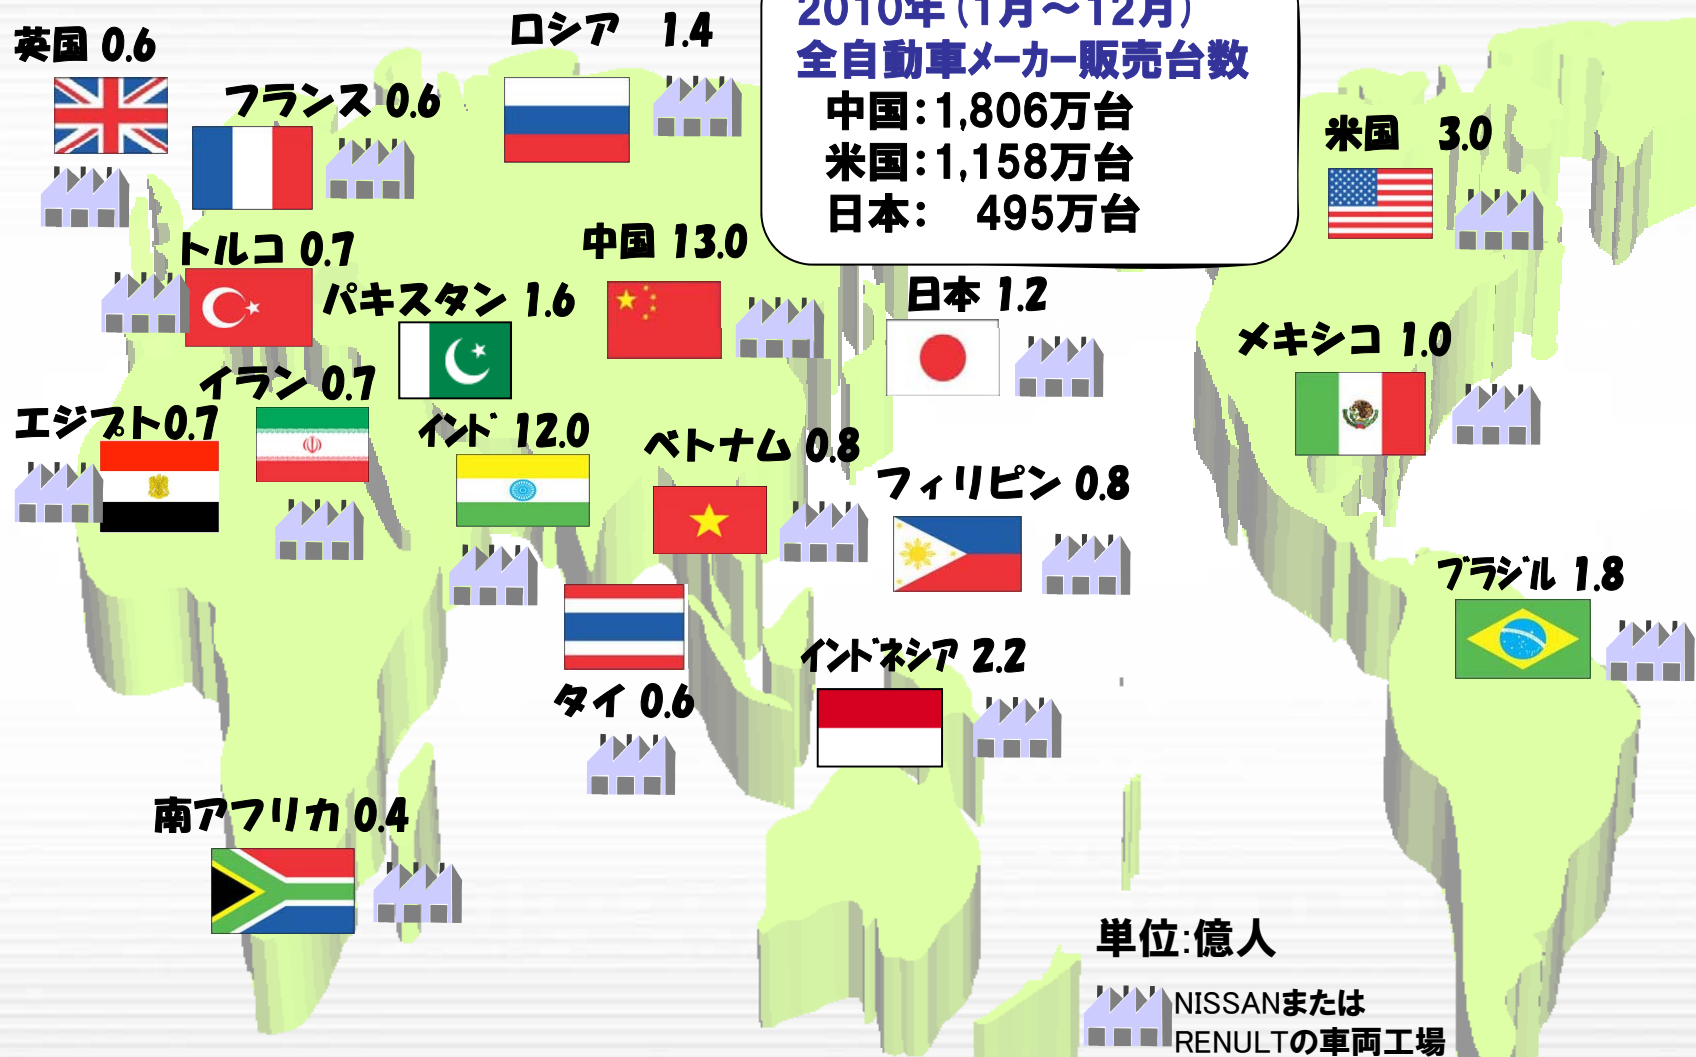 英国 0.6
ロシア 1.4
フランス 0.6
2010年(1月～12月)
全自動車メーカー販売台数
中国:1,806万台
米国:1,158万台
日本: 495万台
米国 3.0
トルコ 0.7
中国 13.0
パキスタン 1.6
日本 1.2
メキシコ 1.0
イラン 0.7
エジプト0.7
インド 12.0
ベトナム 0.8
フィリピン 0.8
ブラジル 1.8
インドネシア 2.2
タイ 0.6
南アフリカ 0.4
単位:億人
NISSANまたは
RENULTの車両工場